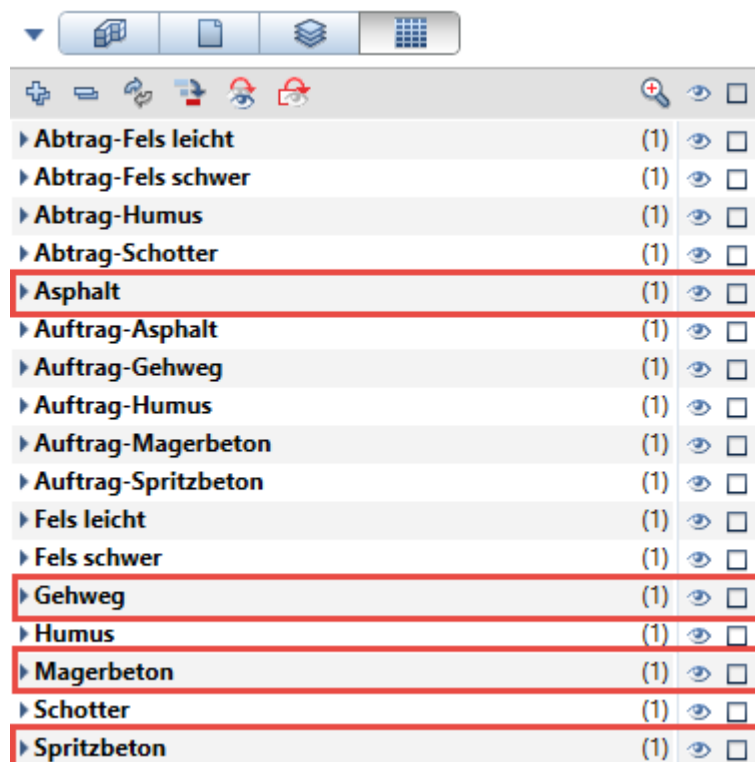 Abtrag-Fels leicht (1)
Abtrag-Fels schwer (1)
Abtrag-Humus (1)
Abtrag-Schotter (1)
Asphalt (1)
Auftrag-Asphalt (1)
Auftrag-Gehweg (1)
Auftrag-Humus (1)
Auftrag-Magerbeton (1)
Auftrag-Spritzbeton (1)
Fels leicht (1)
Fels schwer (1)
Gehweg (1)
Humus (1)
Magerbeton (1)
Schotter (1)
Spritzbeton (1)